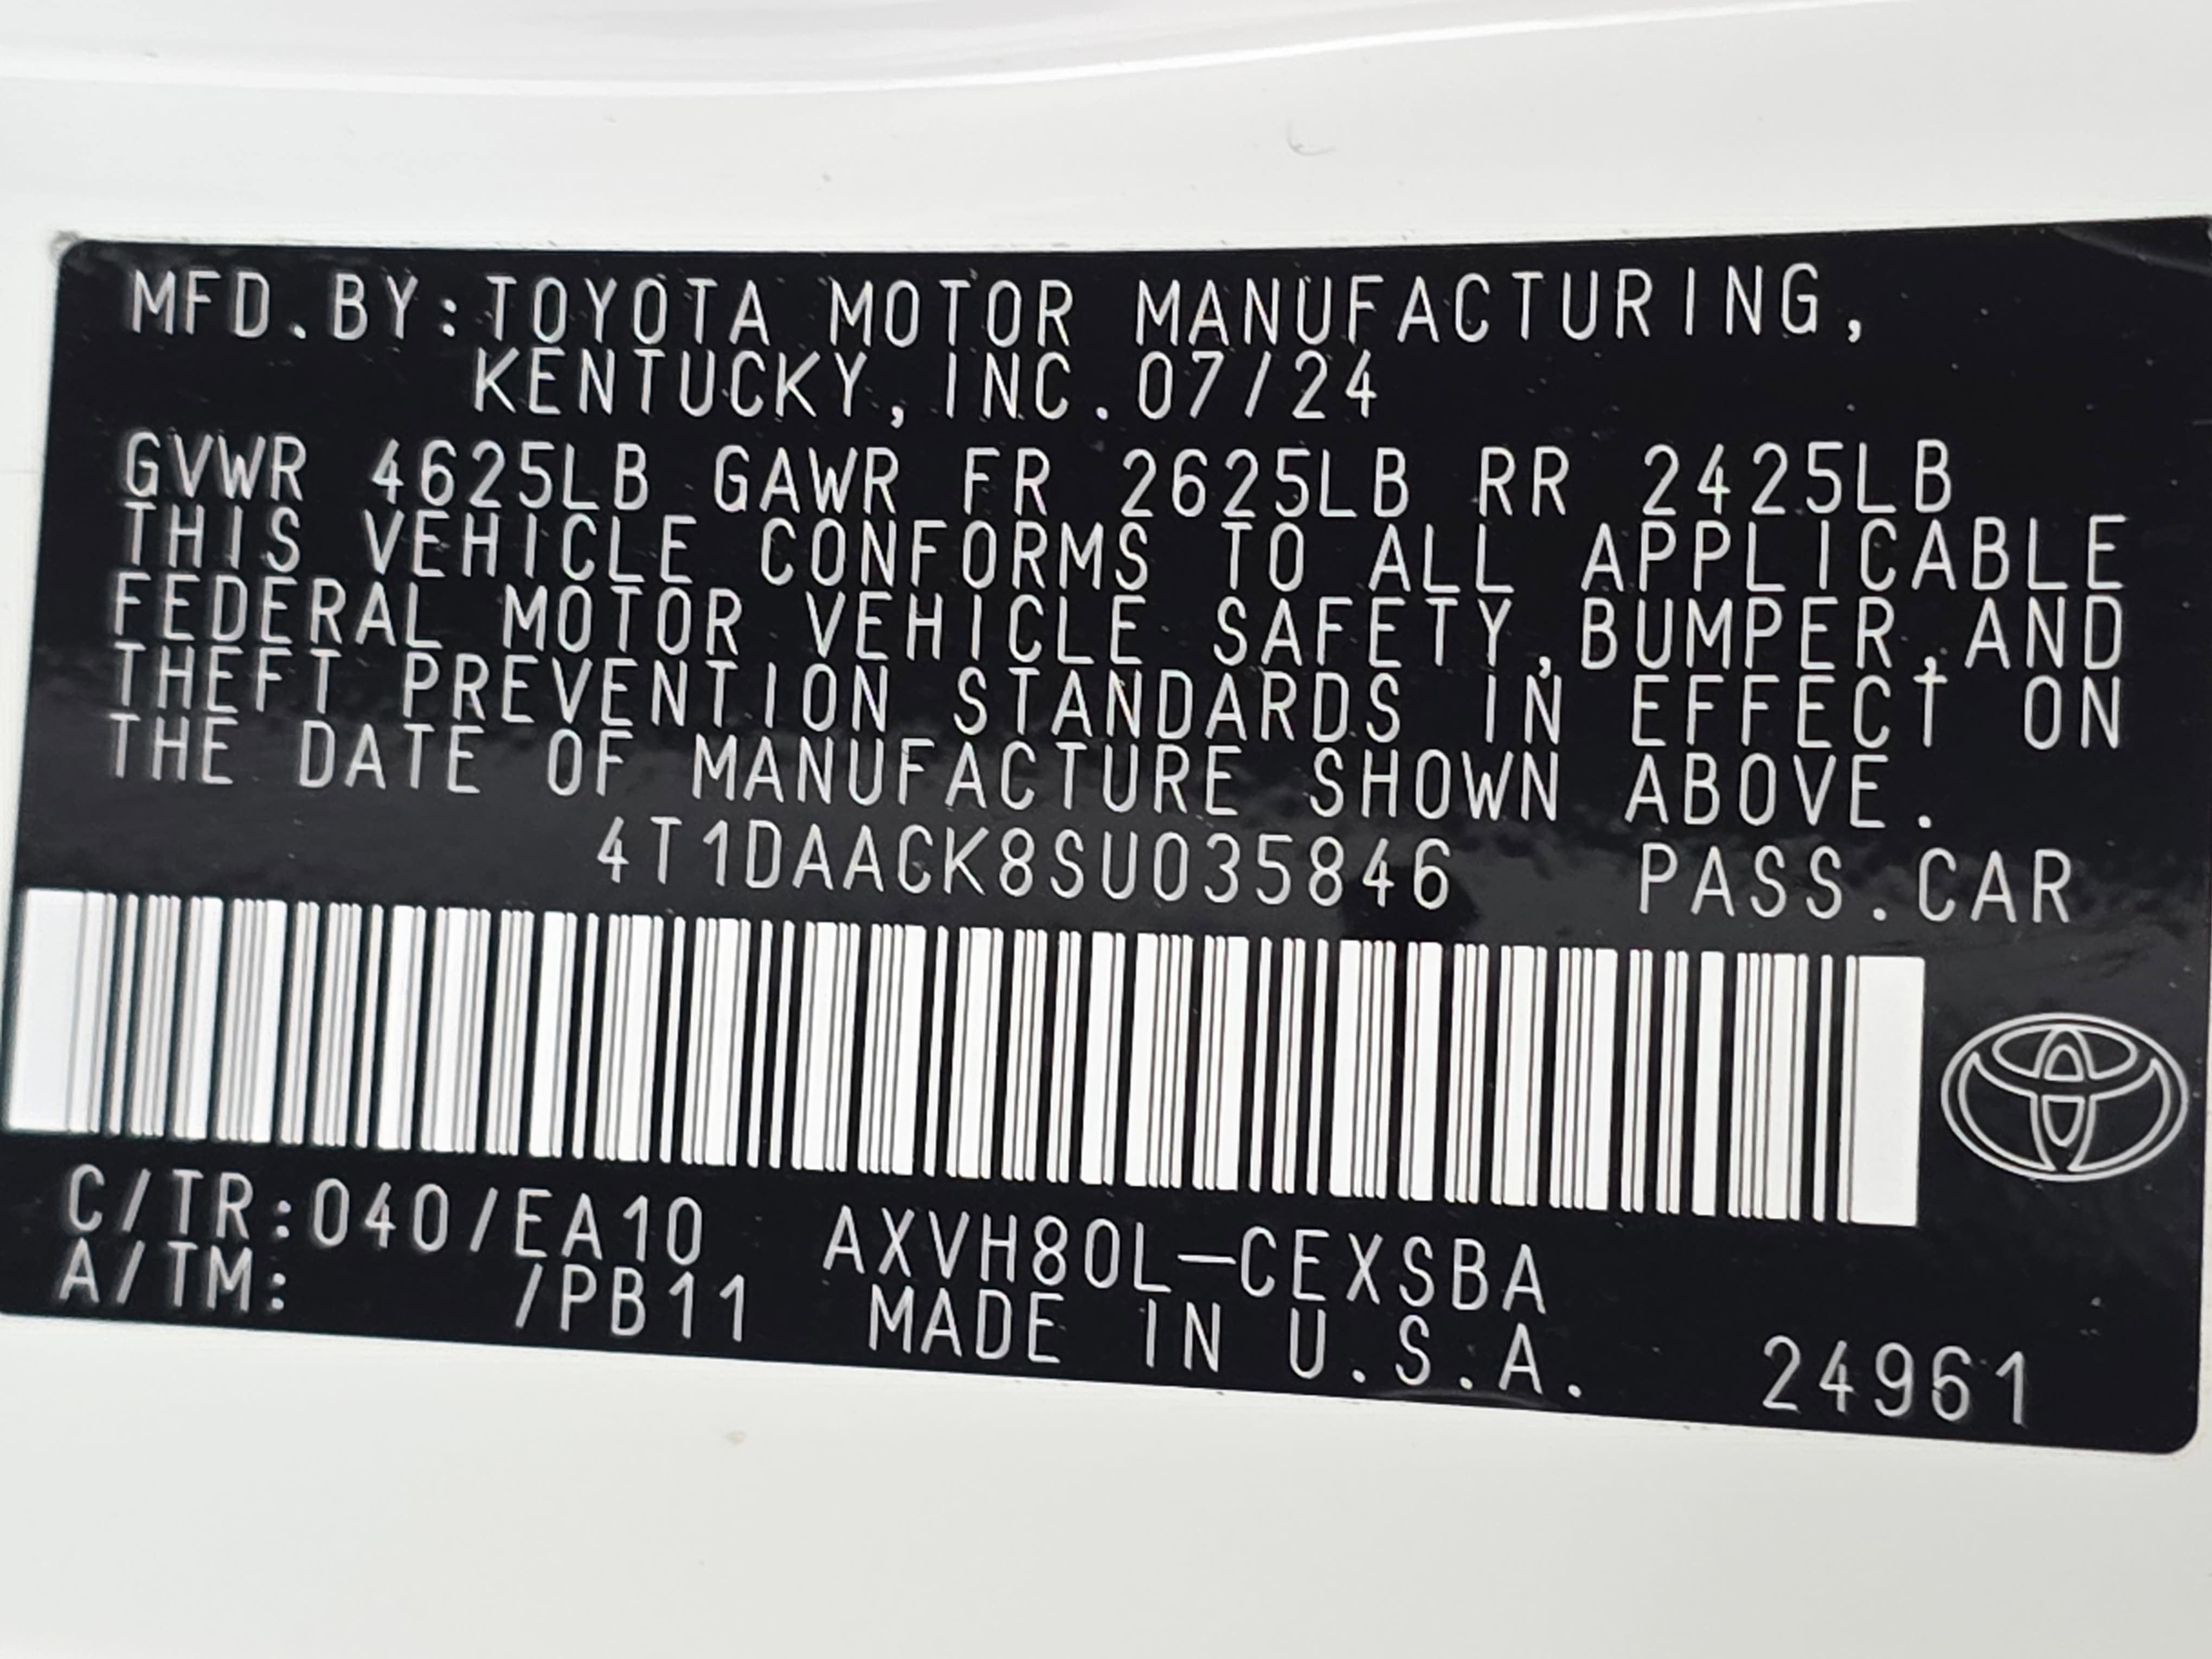 MFD.BY:TOYOTA MOTOR MANUFACTURING,
KENTUCKY,INC.07/24
GVWR 4625LB GAWR FR 2625LB RR 2425LB
THIS VEHICLE CONFORMS TO ALL APPLICABLE
FEDERAL MOTOR VEHICLE SAFETY,BUMPER,AND
THEFT PREVENTION STANDARDS IN EFFECT ON
THE DATE OF MANUFACTURE SHOWN ABOVE.
4T1DAACK8SU035846 PASS.CAR
C/TR:040/EA10 AXVH80L-CEXSBA
A/TM: /PB11 MADE IN U.S.A. 24961